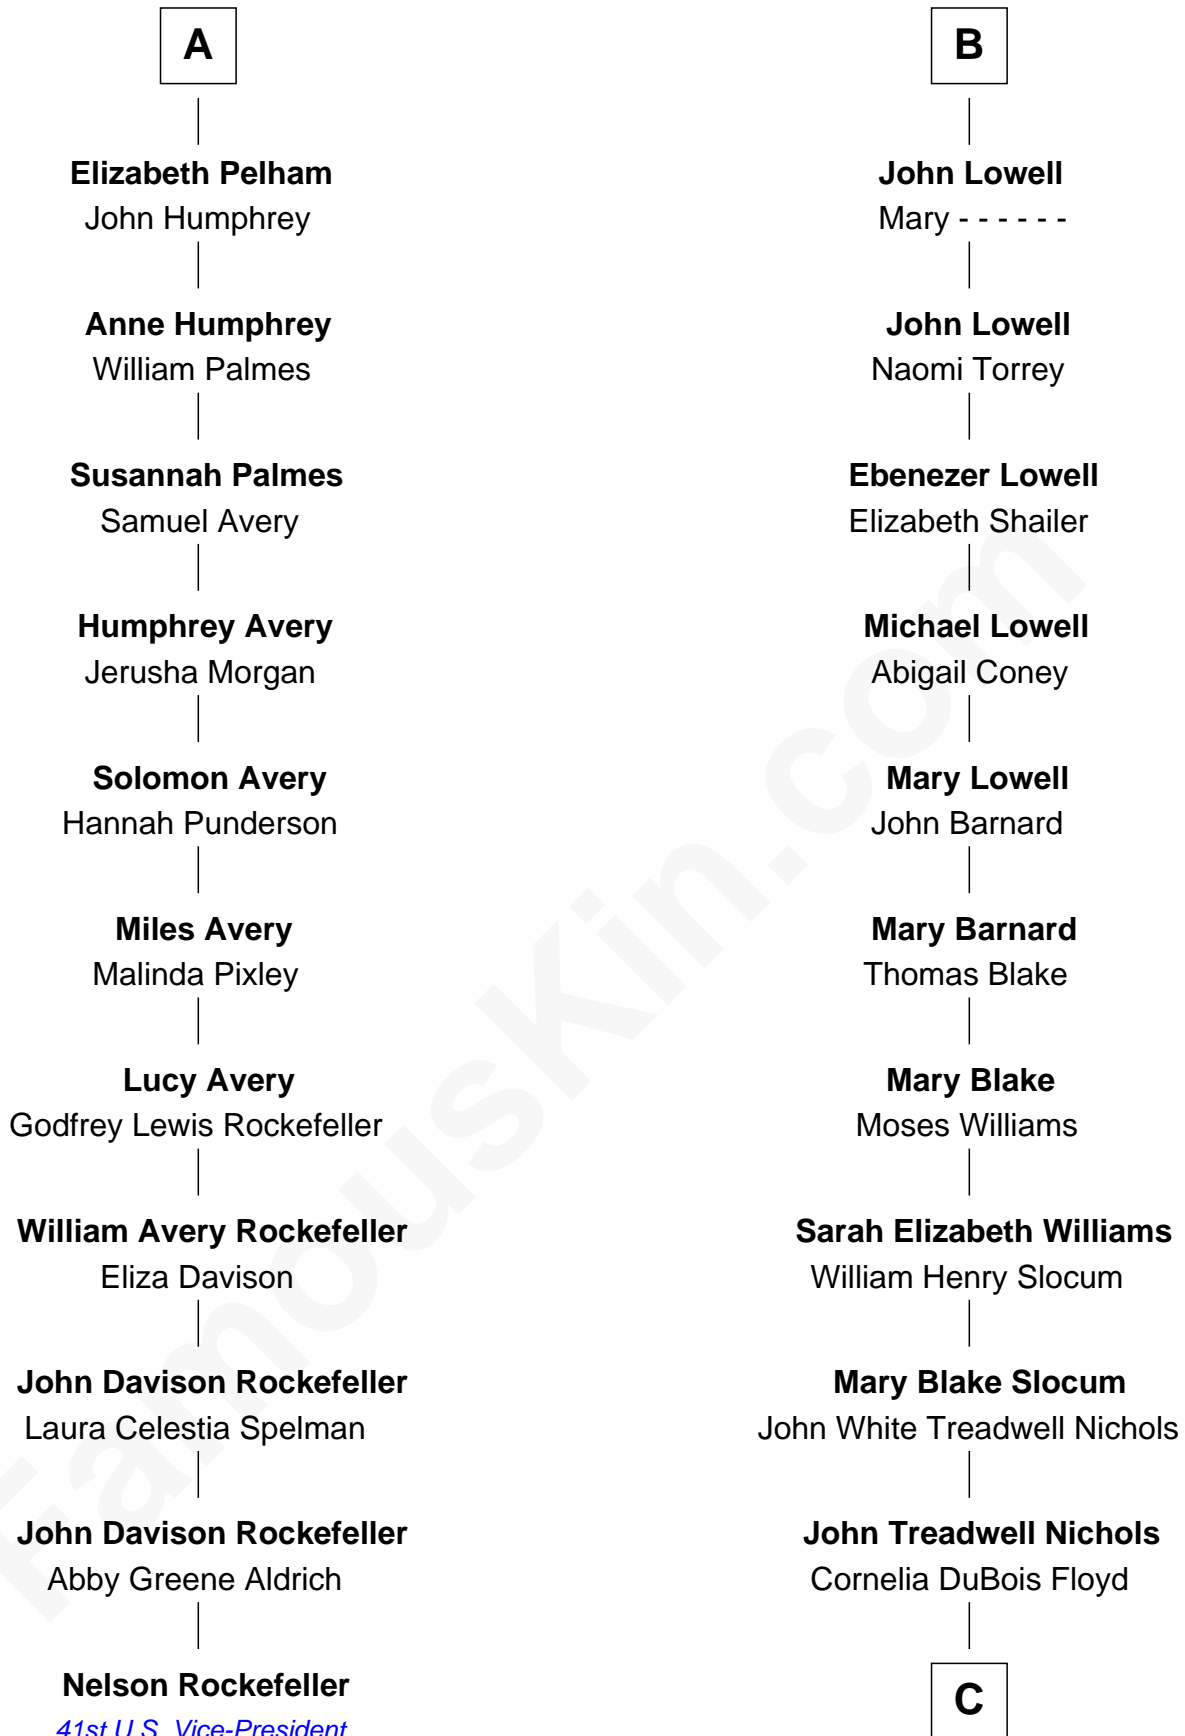 A
Elizabeth Pelham
John Humphrey
Anne Humphrey
William Palmes
Susannah Palmes
Samuel Avery
Humphrey Avery
Jerusha Morgan
Solomon Avery
Hannah Punderson
Miles Avery
Malinda Pixley
Lucy Avery
Godfrey Lewis Rockefeller
William Avery Rockefeller
Eliza Davison
John Davison Rockefeller
Laura Celestia Spelman
John Davison Rockefeller
Abby Greene Aldrich
Nelson Rockefeller
41st U.S. Vice-President
B
John Lowell
Mary - - - - - -
John Lowell
Naomi Torrey
Ebenezer Lowell
Elizabeth Shailer
Michael Lowell
Abigail Coney
Mary Lowell
John Barnard
Mary Barnard
Thomas Blake
Mary Blake
Moses Williams
Sarah Elizabeth Williams
William Henry Slocum
Mary Blake Slocum
John White Treadwell Nichols
John Treadwell Nichols
Cornelia DuBois Floyd
C
FamousKin.com